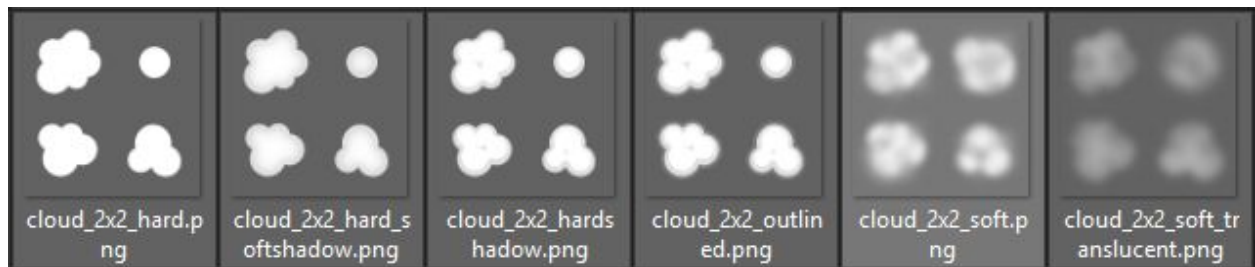 cloud_2x2_hard.p
ng
cloud_2x2_hard_s
oftshadow.png
cloud_2x2_hards
hadow.png
cloud_2x2_outlin
ed.png
cloud_2x2_soft.p
ng
cloud_2x2_soft_tr
anslucent.png